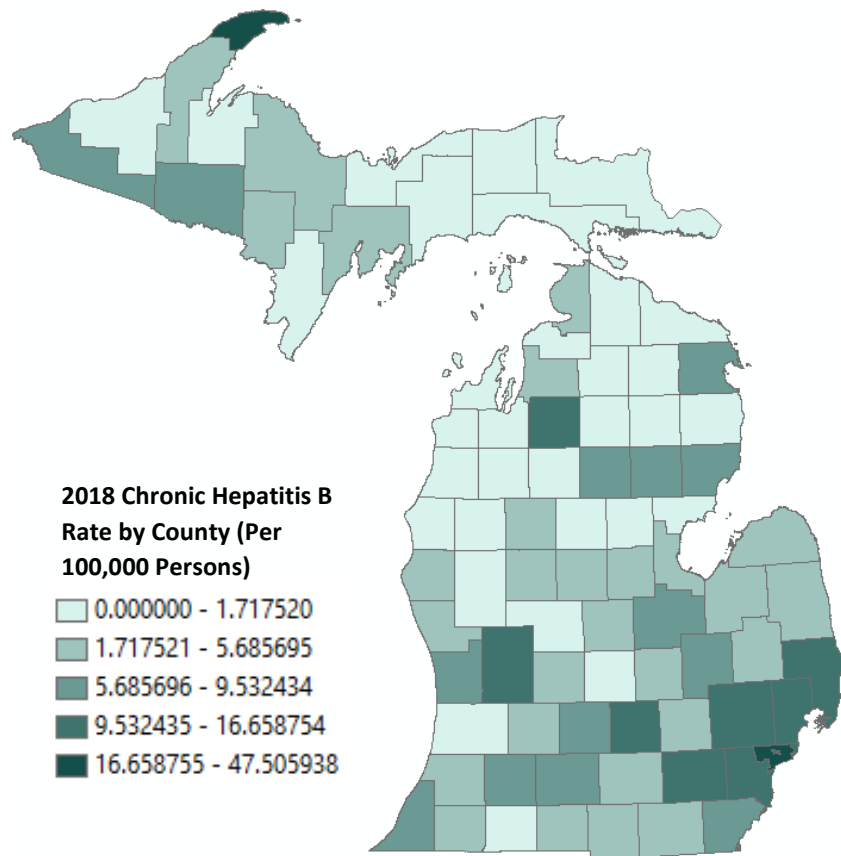 2018 Chronic Hepatitis B
Rate by County (Per
100,000 Persons)
0.000000 - 1.717520
1.717521 - 5.685695
5.685696 - 9.532434
9.532435 - 16.658754
16.658755 - 47.505938